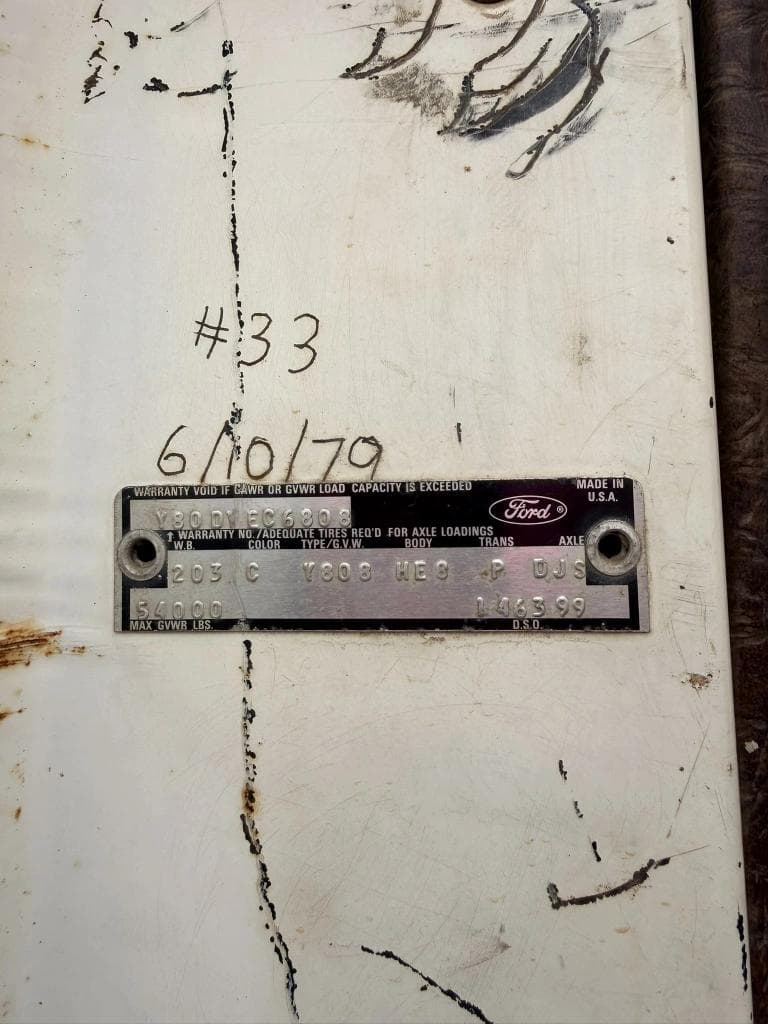 #33
6/10/79
WARRANTY VOID IF GAWR OR GVWR LOAD CAPACITY IS EXCEEDED
MADE IN
U.S.A.
Y80DVEC6808
Ford®
↑ WARRANTY NO./ADEQUATE TIRES REQ'D FOR AXLE LOADINGS
W.B. COLOR TYPE/G.V.W. BODY TRANS AXLE
203 C Y808 HE8 P DJS
54000 146399
MAX GVWR LBS. D.S.O.